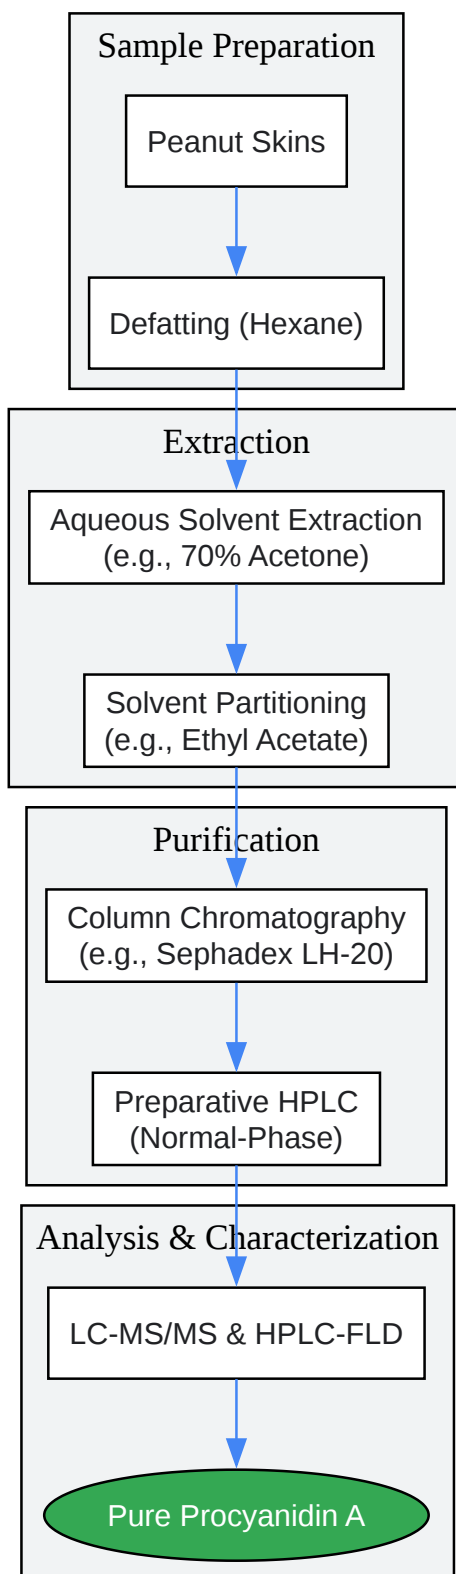 Sample Preparation
Peanut Skins
Defatting (Hexane)
Extraction
Aqueous Solvent Extraction
(e.g., 70% Acetone)
Solvent Partitioning
(e.g., Ethyl Acetate)
Purification
Column Chromatography
(e.g., Sephadex LH-20)
Preparative HPLC
(Normal-Phase)
Analysis & Characterization
LC-MS/MS & HPLC-FLD
Pure Procyanidin A